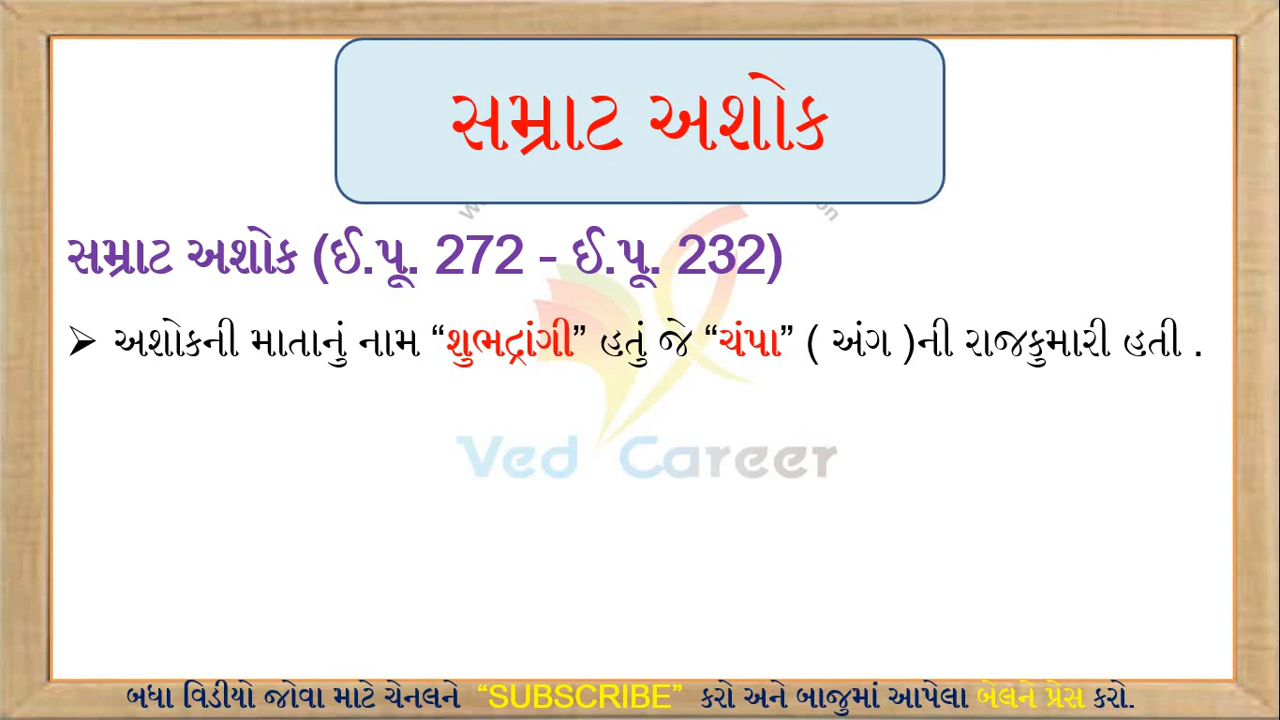 સમ્રાટ અશોક
સમ્રાટ અશોક (ઈ.પૂ. 272 - ઈ.પૂ. 232)
➢ અશોકની માતાનું નામ “શુભદ્રાંગી” હતું જે “ચંપા” ( અંગ )ની રાજકુમારી હતી .
Ved Career
બધા વિડીયો જોવા માટે ચેનલને “SUBSCRIBE” કરો અને બાજુમાં આપેલા બેલને પ્રેસ કરો.